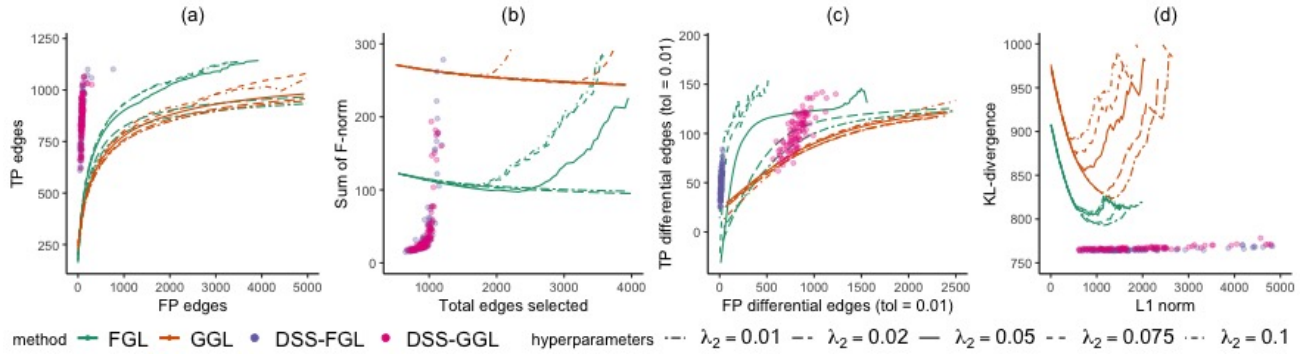 (a)
TP edges
1250
1000
750
500
250
0 1000 2000 3000 4000 5000
FP edges
(b)
Sum of F-norm
300
200
100
0
1000 2000 3000 4000
Total edges selected
(c)
TP differential edges (tol = 0.01)
200
150
100
50
0
0 500 1000 1500 2000 2500
FP differential edges (tol = 0.01)
(d)
KL-divergence
1000
950
900
850
800
750
0 1000 2000 3000 4000 5000
L1 norm
method FGL GGL DSS-FGL DSS-GGL hyperparameters λ2 = 0.01 λ2 = 0.02 λ2 = 0.05 λ2 = 0.075 λ2 = 0.1